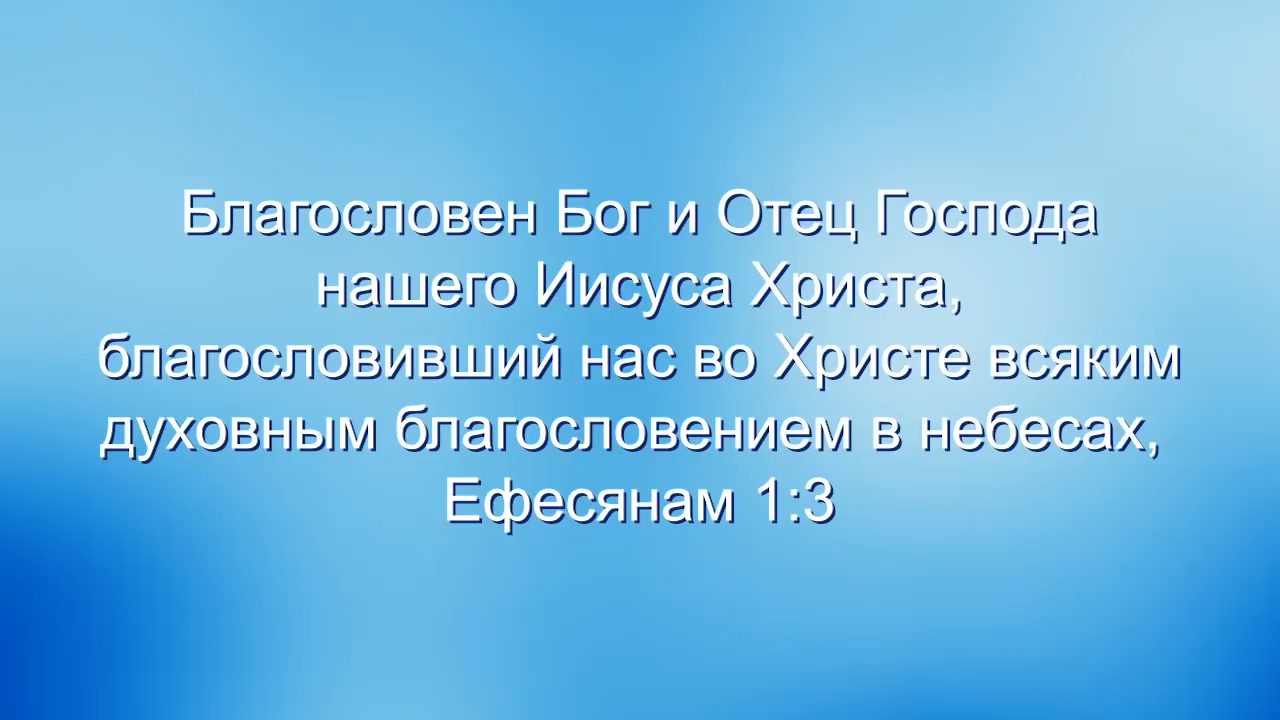 Благословен Бог и Отец Господа
нашего Иисуса Христа,
благословивший нас во Христе всяким
духовным благословением в небесах,
Ефесянам 1:3